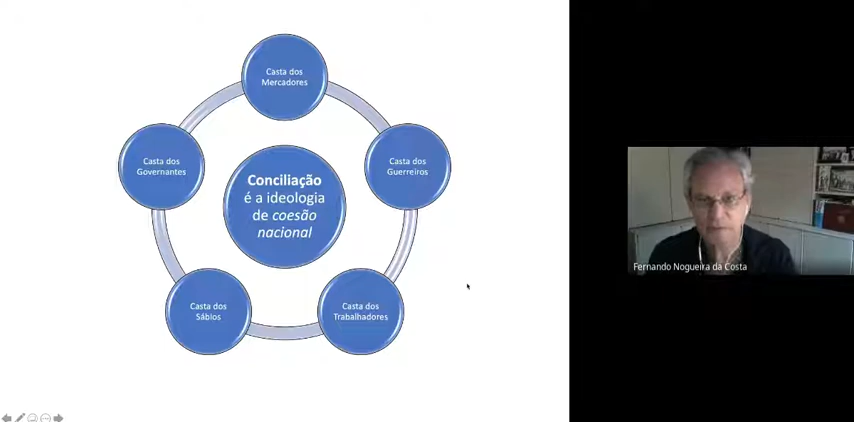 Casta dos
Mercadores
Casta dos
Governantes
Casta dos
Guerreiros
Conciliação
é a ideologia
de coesão
nacional
Casta dos
Sábios
Casta dos
Trabalhadores
Fernando Nogueira da Costa